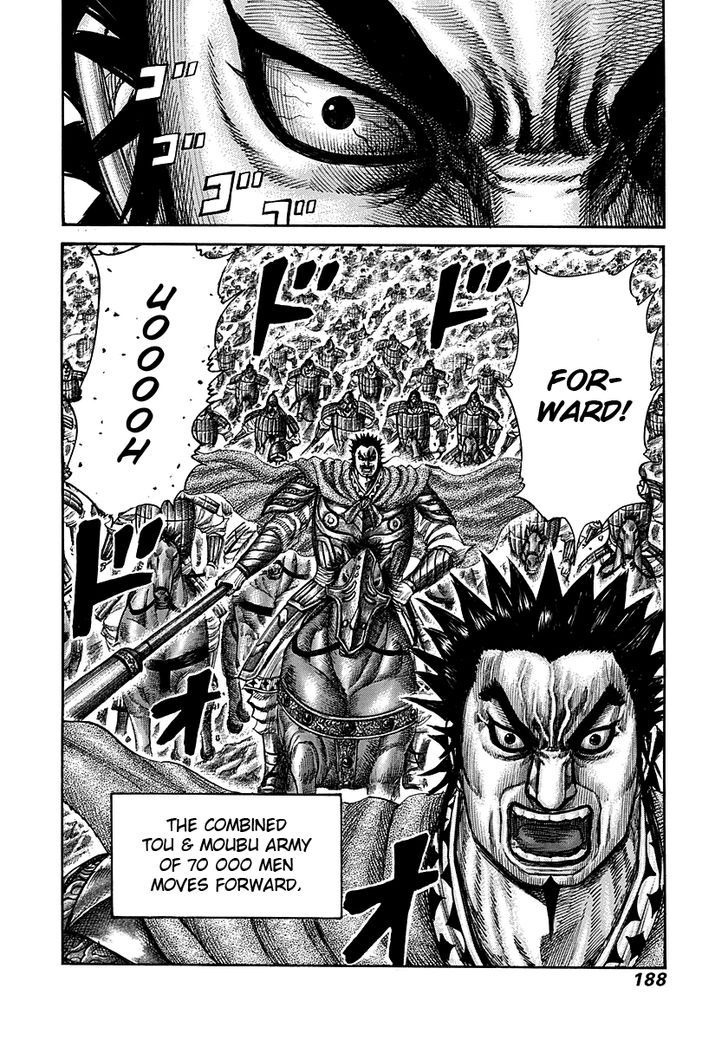 ゴ゙
ゴ゙
ゴ゙
ゴ゙
FOR-
WARD!
ド
ド
UOOOOH
ド
オ
THE COMBINED
TOU & MOUBU ARMY
OF 70 000 MEN
MOVES FORWARD.
オ
188